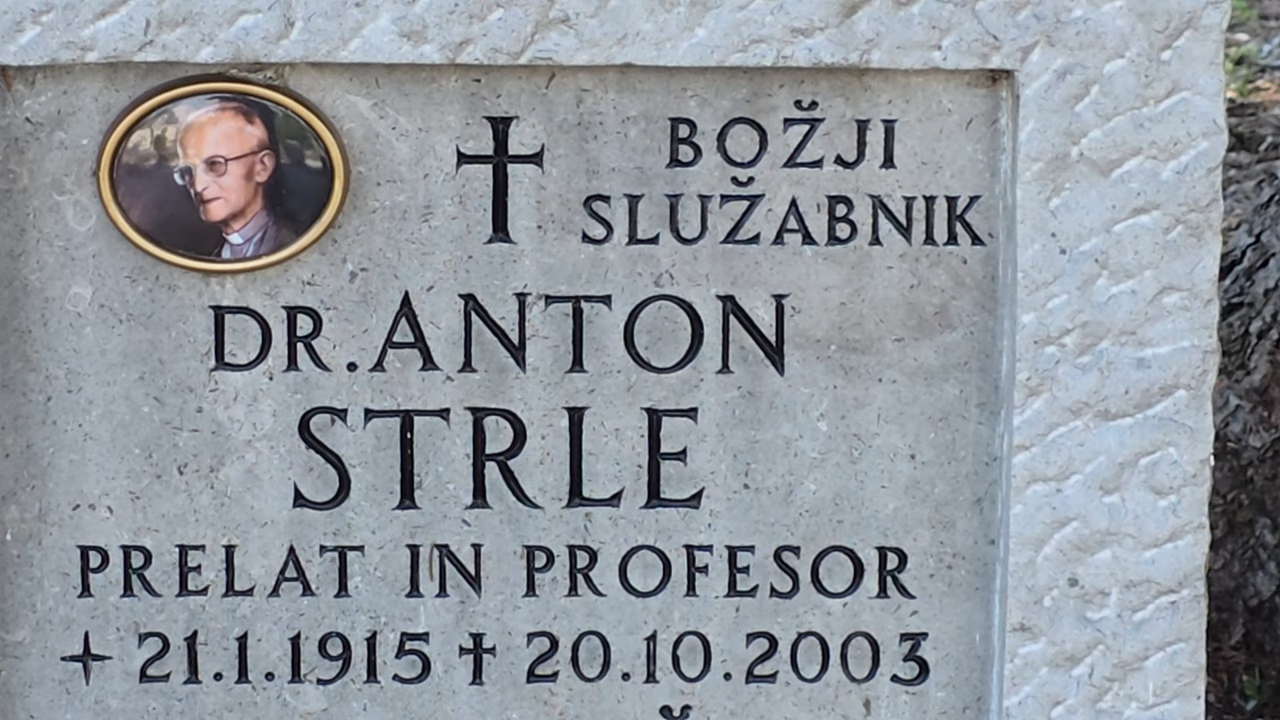 BOŽJI
SLUŽABNIK
DR. ANTON
STRLE
PRELAT IN PROFESOR
+ 21.1.1915 † 20.10.2003